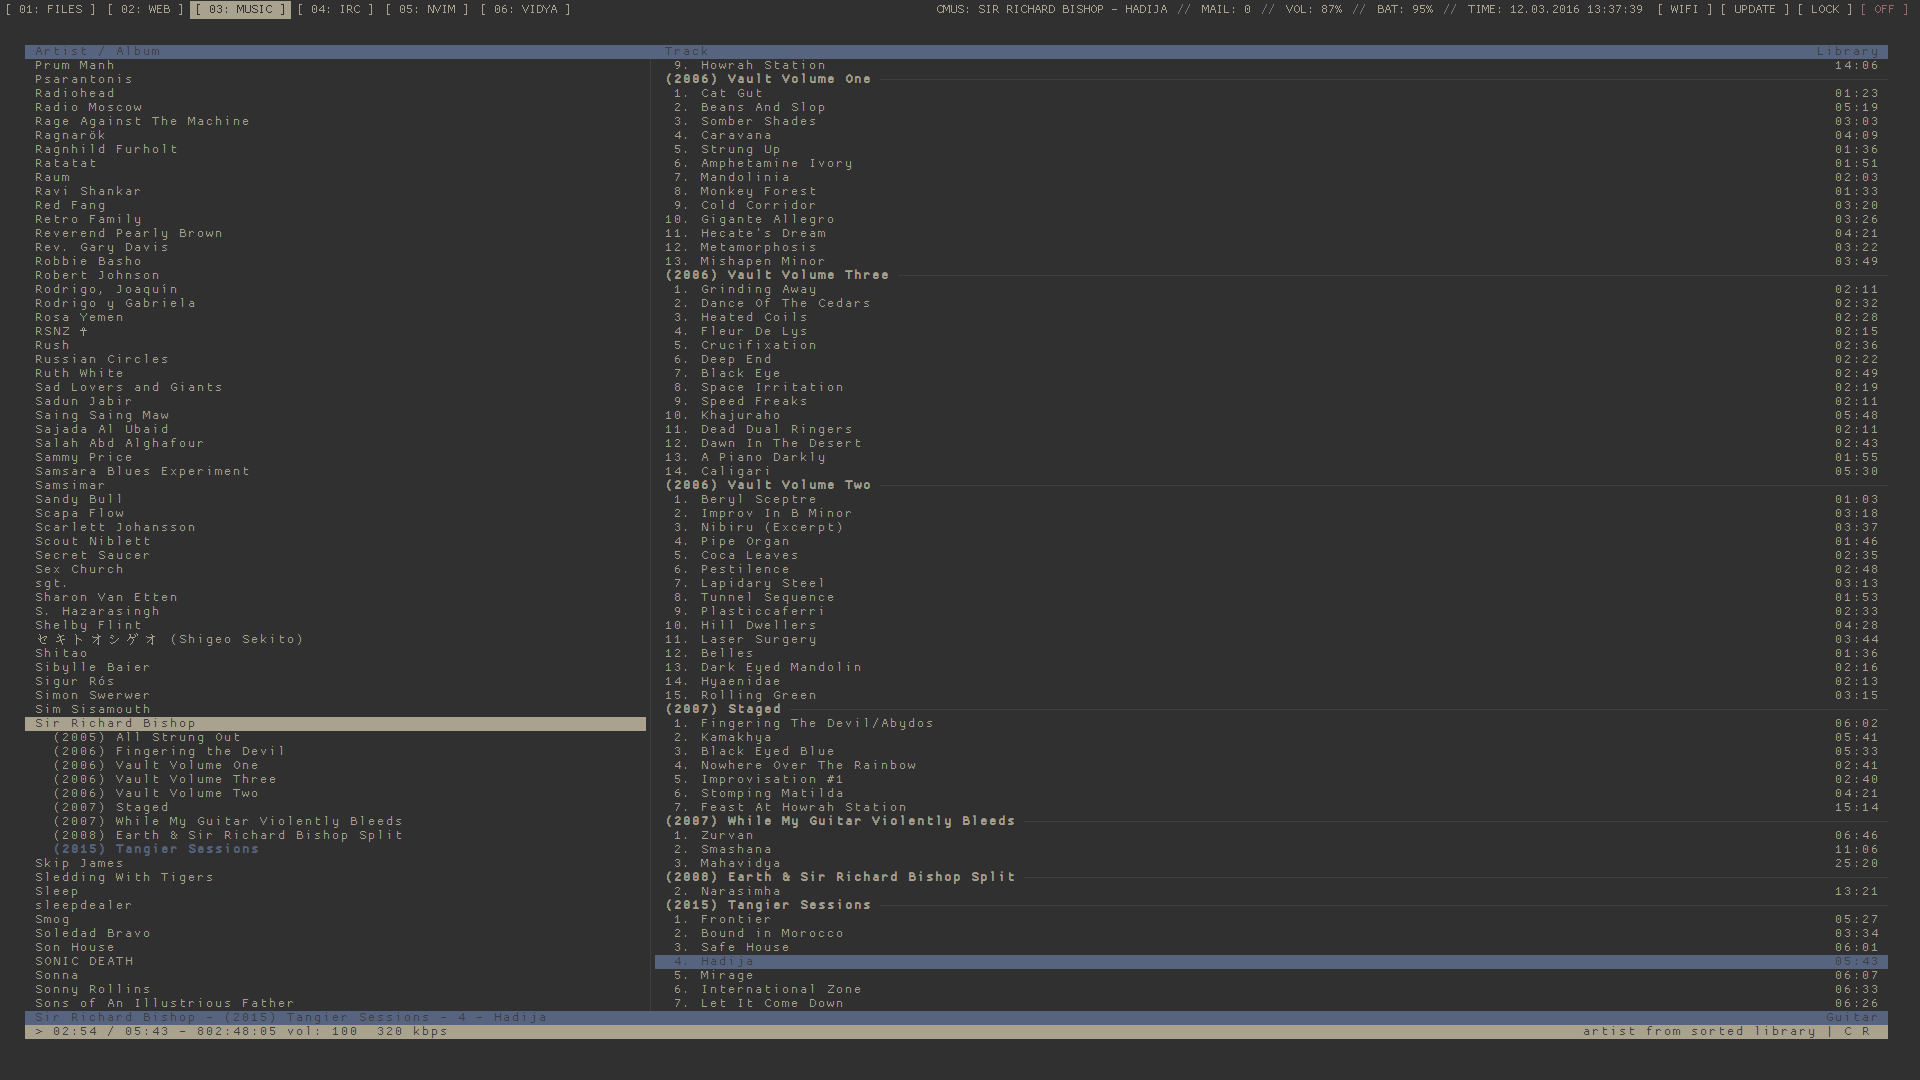 [ 01: FILES ] [ 02: WEB ] [ 03: MUSIC ] [ 04: IRC ] [ 05: NVIM ] [ 06: VIDYA ]
CMUS: SIR RICHARD BISHOP - HADIJA // MAIL: 0 // VOL: 87% // BAT: 95% // TIME: 12.03.2016 13:37:39 [ WIFI ] [ UPDATE ] [ LOCK ] [ OFF ]
Artist / Album
Prum Manh
Psarantonis
Radiohead
Radio Moscow
Rage Against The Machine
Ragnarök
Ragnhild Furholt
Ratatat
Raum
Ravi Shankar
Red Fang
Retro Family
Reverend Pearly Brown
Rev. Gary Davis
Robbie Basho
Robert Johnson
Rodrigo, Joaquín
Rodrigo y Gabriela
Rosa Yemen
RSNZ ☥
Rush
Russian Circles
Ruth White
Sad Lovers and Giants
Sadun Jabir
Saing Saing Maw
Sajada Al Ubaid
Salah Abd Alghafour
Sammy Price
Samsara Blues Experiment
Samsimar
Sandy Bull
Scapa Flow
Scarlett Johansson
Scout Niblett
Secret Saucer
Sex Church
sgt.
Sharon Van Etten
S. Hazarasingh
Shelby Flint
セキトオシゲオ (Shigeo Sekito)
Shitao
Sibylle Baier
Sigur Rós
Simon Swerwer
Sim Sisamouth
Sir Richard Bishop
(2005) All Strung Out
(2006) Fingering the Devil
(2006) Vault Volume One
(2006) Vault Volume Three
(2006) Vault Volume Two
(2007) Staged
(2007) While My Guitar Violently Bleeds
(2008) Earth & Sir Richard Bishop Split
(2015) Tangier Sessions
Skip James
Sledding With Tigers
Sleep
sleepdealer
Smog
Soledad Bravo
Son House
SONIC DEATH
Sonna
Sonny Rollins
Sons of An Illustrious Father
Track Library
9. Howrah Station 14:06
(2006) Vault Volume One
1. Cat Gut 01:23
2. Beans And Slop 05:19
3. Somber Shades 03:03
4. Caravana 04:09
5. Strung Up 01:36
6. Amphetamine Ivory 01:51
7. Mandolinia 02:03
8. Monkey Forest 01:33
9. Cold Corridor 03:20
10. Gigante Allegro 03:26
11. Hecate's Dream 04:21
12. Metamorphosis 03:22
13. Mishapen Minor 03:49
(2006) Vault Volume Three
1. Grinding Away 02:11
2. Dance Of The Cedars 02:32
3. Heated Coils 02:28
4. Fleur De Lys 02:15
5. Crucifixation 02:36
6. Deep End 02:22
7. Black Eye 02:49
8. Space Irritation 02:19
9. Speed Freaks 02:11
10. Khajuraho 05:48
11. Dead Dual Ringers 02:11
12. Dawn In The Desert 02:43
13. A Piano Darkly 01:55
14. Caligari 05:30
(2006) Vault Volume Two
1. Beryl Sceptre 01:03
2. Improv In B Minor 03:18
3. Nibiru (Excerpt) 03:37
4. Pipe Organ 01:46
5. Coca Leaves 02:35
6. Pestilence 02:48
7. Lapidary Steel 03:13
8. Tunnel Sequence 01:53
9. Plasticcaferri 02:33
10. Hill Dwellers 04:28
11. Laser Surgery 03:44
12. Belles 01:36
13. Dark Eyed Mandolin 02:16
14. Hyaenidae 02:13
15. Rolling Green 03:15
(2007) Staged
1. Fingering The Devil/Abydos 06:02
2. Kamakhya 05:41
3. Black Eyed Blue 05:33
4. Nowhere Over The Rainbow 02:41
5. Improvisation #1 02:40
6. Stomping Matilda 04:21
7. Feast At Howrah Station 15:14
(2007) While My Guitar Violently Bleeds
1. Zurvan 06:46
2. Smashana 11:06
3. Mahavidya 25:20
(2008) Earth & Sir Richard Bishop Split
2. Narasimha 13:21
(2015) Tangier Sessions
1. Frontier 05:27
2. Bound in Morocco 03:34
3. Safe House 06:01
4. Hadija 05:43
5. Mirage 06:07
6. International Zone 06:33
7. Let It Come Down 06:26
Sir Richard Bishop - (2015) Tangier Sessions - 4 - Hadija Guitar
> 02:54 / 05:43 - 802:48:05 vol: 100 320 kbps artist from sorted library | C R